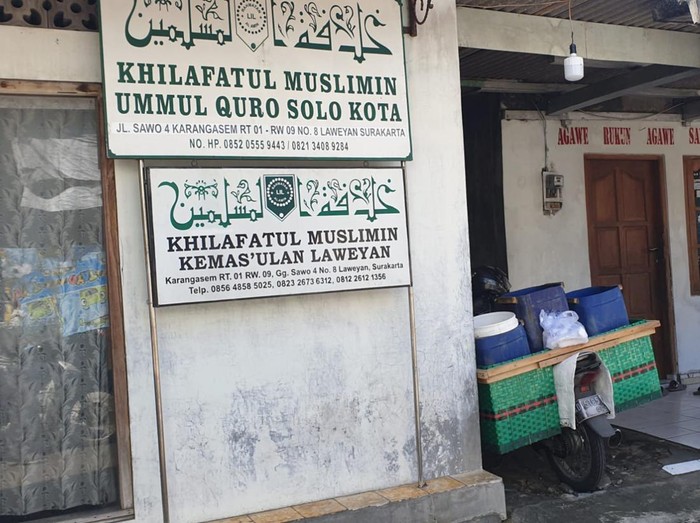 خلافة المسلمين
KHILAFATUL MUSLIMIN
UMMUL QURO SOLO KOTA
JL. SAWO 4 KARANGASEM RT 01 - RW 09 NO. 8 LAWEYAN SURAKARTA
NO. HP. 0852 0555 9443 / 0821 3408 9284
خلافة المسلمين
KHILAFATUL MUSLIMIN
KEMAS'ULAN LAWEYAN
Karangasem RT. 01 RW. 09, Gg. Sawo 4 No. 8 Laweyan, Surakarta
Telp. 0856 4858 5025, 0823 2673 6312, 0812 2612 1356
AGAWE RUKUN AGAWE